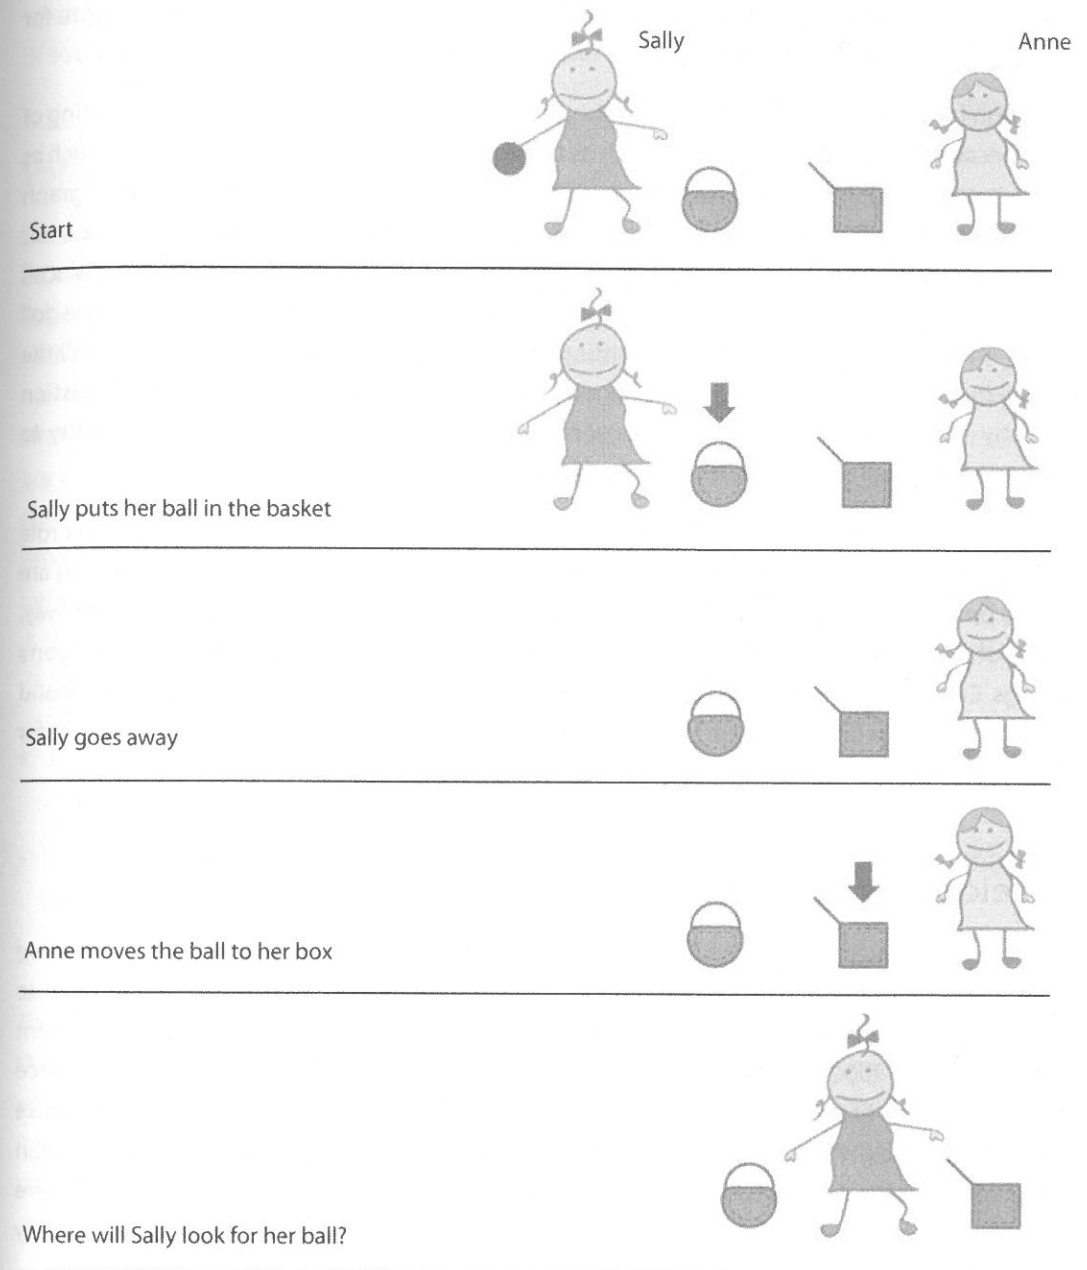 Sally
Anne
Start
Sally puts her ball in the basket
Sally goes away
Anne moves the ball to her box
Where will Sally look for her ball?